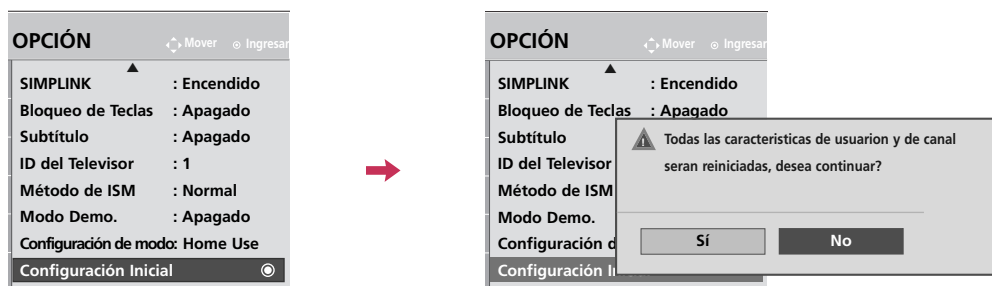 OPCIÓN Mover Ingresar
SIMPLINK : Encendido
Bloqueo de Teclas : Apagado
Subtítulo : Apagado
ID del Televisor : 1
Método de ISM : Normal
Modo Demo. : Apagado
Configuración de modo: Home Use
Configuración Inicial
OPCIÓN Mover Ingresar
SIMPLINK : Encendido
Bloqueo de Teclas : Apagado
Subtítulo
ID del Televisor
Método de ISM
Modo Demo.
Configuración d
Configuración
Todas las caracteristicas de usuarion y de canal
seran reiniciadas, desea continuar?
Sí No